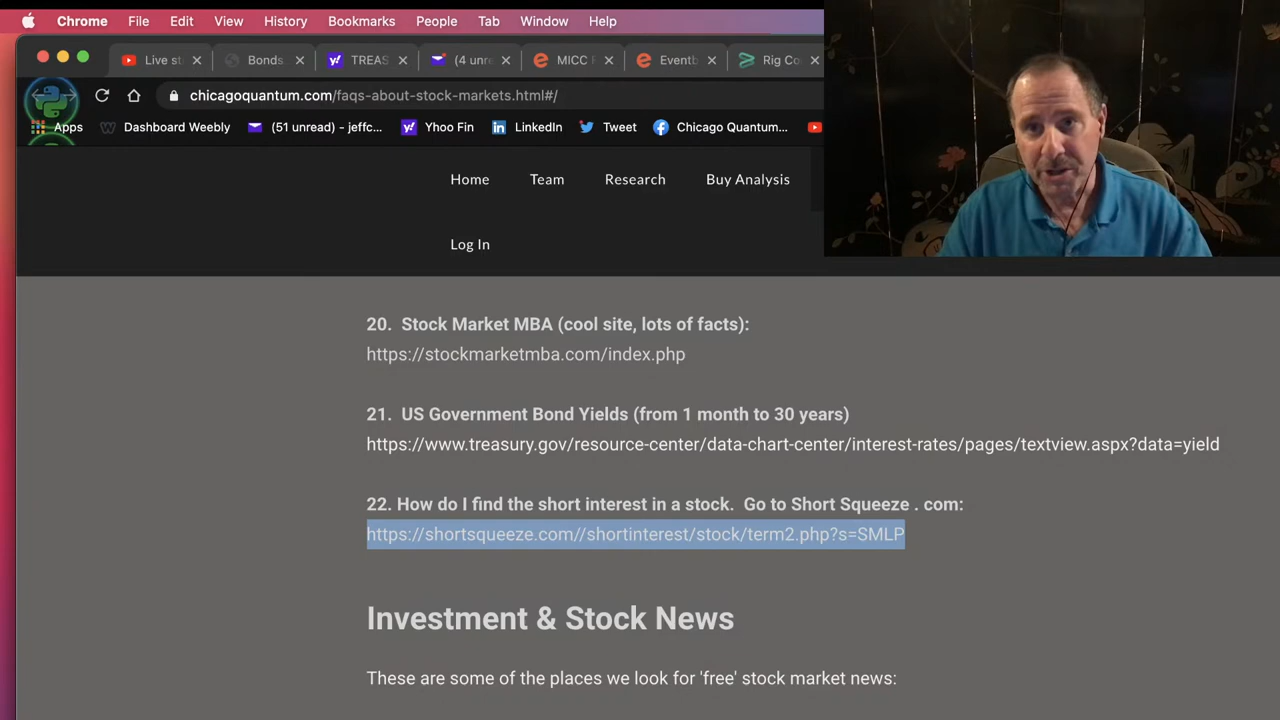 Chrome File Edit View History Bookmarks People Tab Window Help
Live st Bonds TREAS (4 unr MICC Eventb Rig Co
chicagoquantum.com/faqs-about-stock-markets.html#/
Apps Dashboard Weekly (51 unread) - jeffc... Yhoo Fin LinkedIn Tweet Chicago Quantum...
Home Team Research Buy Analysis
Log In
20. Stock Market MBA (cool site, lots of facts):
https://stockmarketmba.com/index.php
21. US Government Bond Yields (from 1 month to 30 years)
https://www.treasury.gov/resource-center/data-chart-center/interest-rates/pages/textview.aspx?data=yield
22. How do I find the short interest in a stock. Go to Short Squeeze . com:
https://shortsqueeze.com//shortinterest/stock/term2.php?s=SMLP
Investment & Stock News
These are some of the places we look for 'free' stock market news: